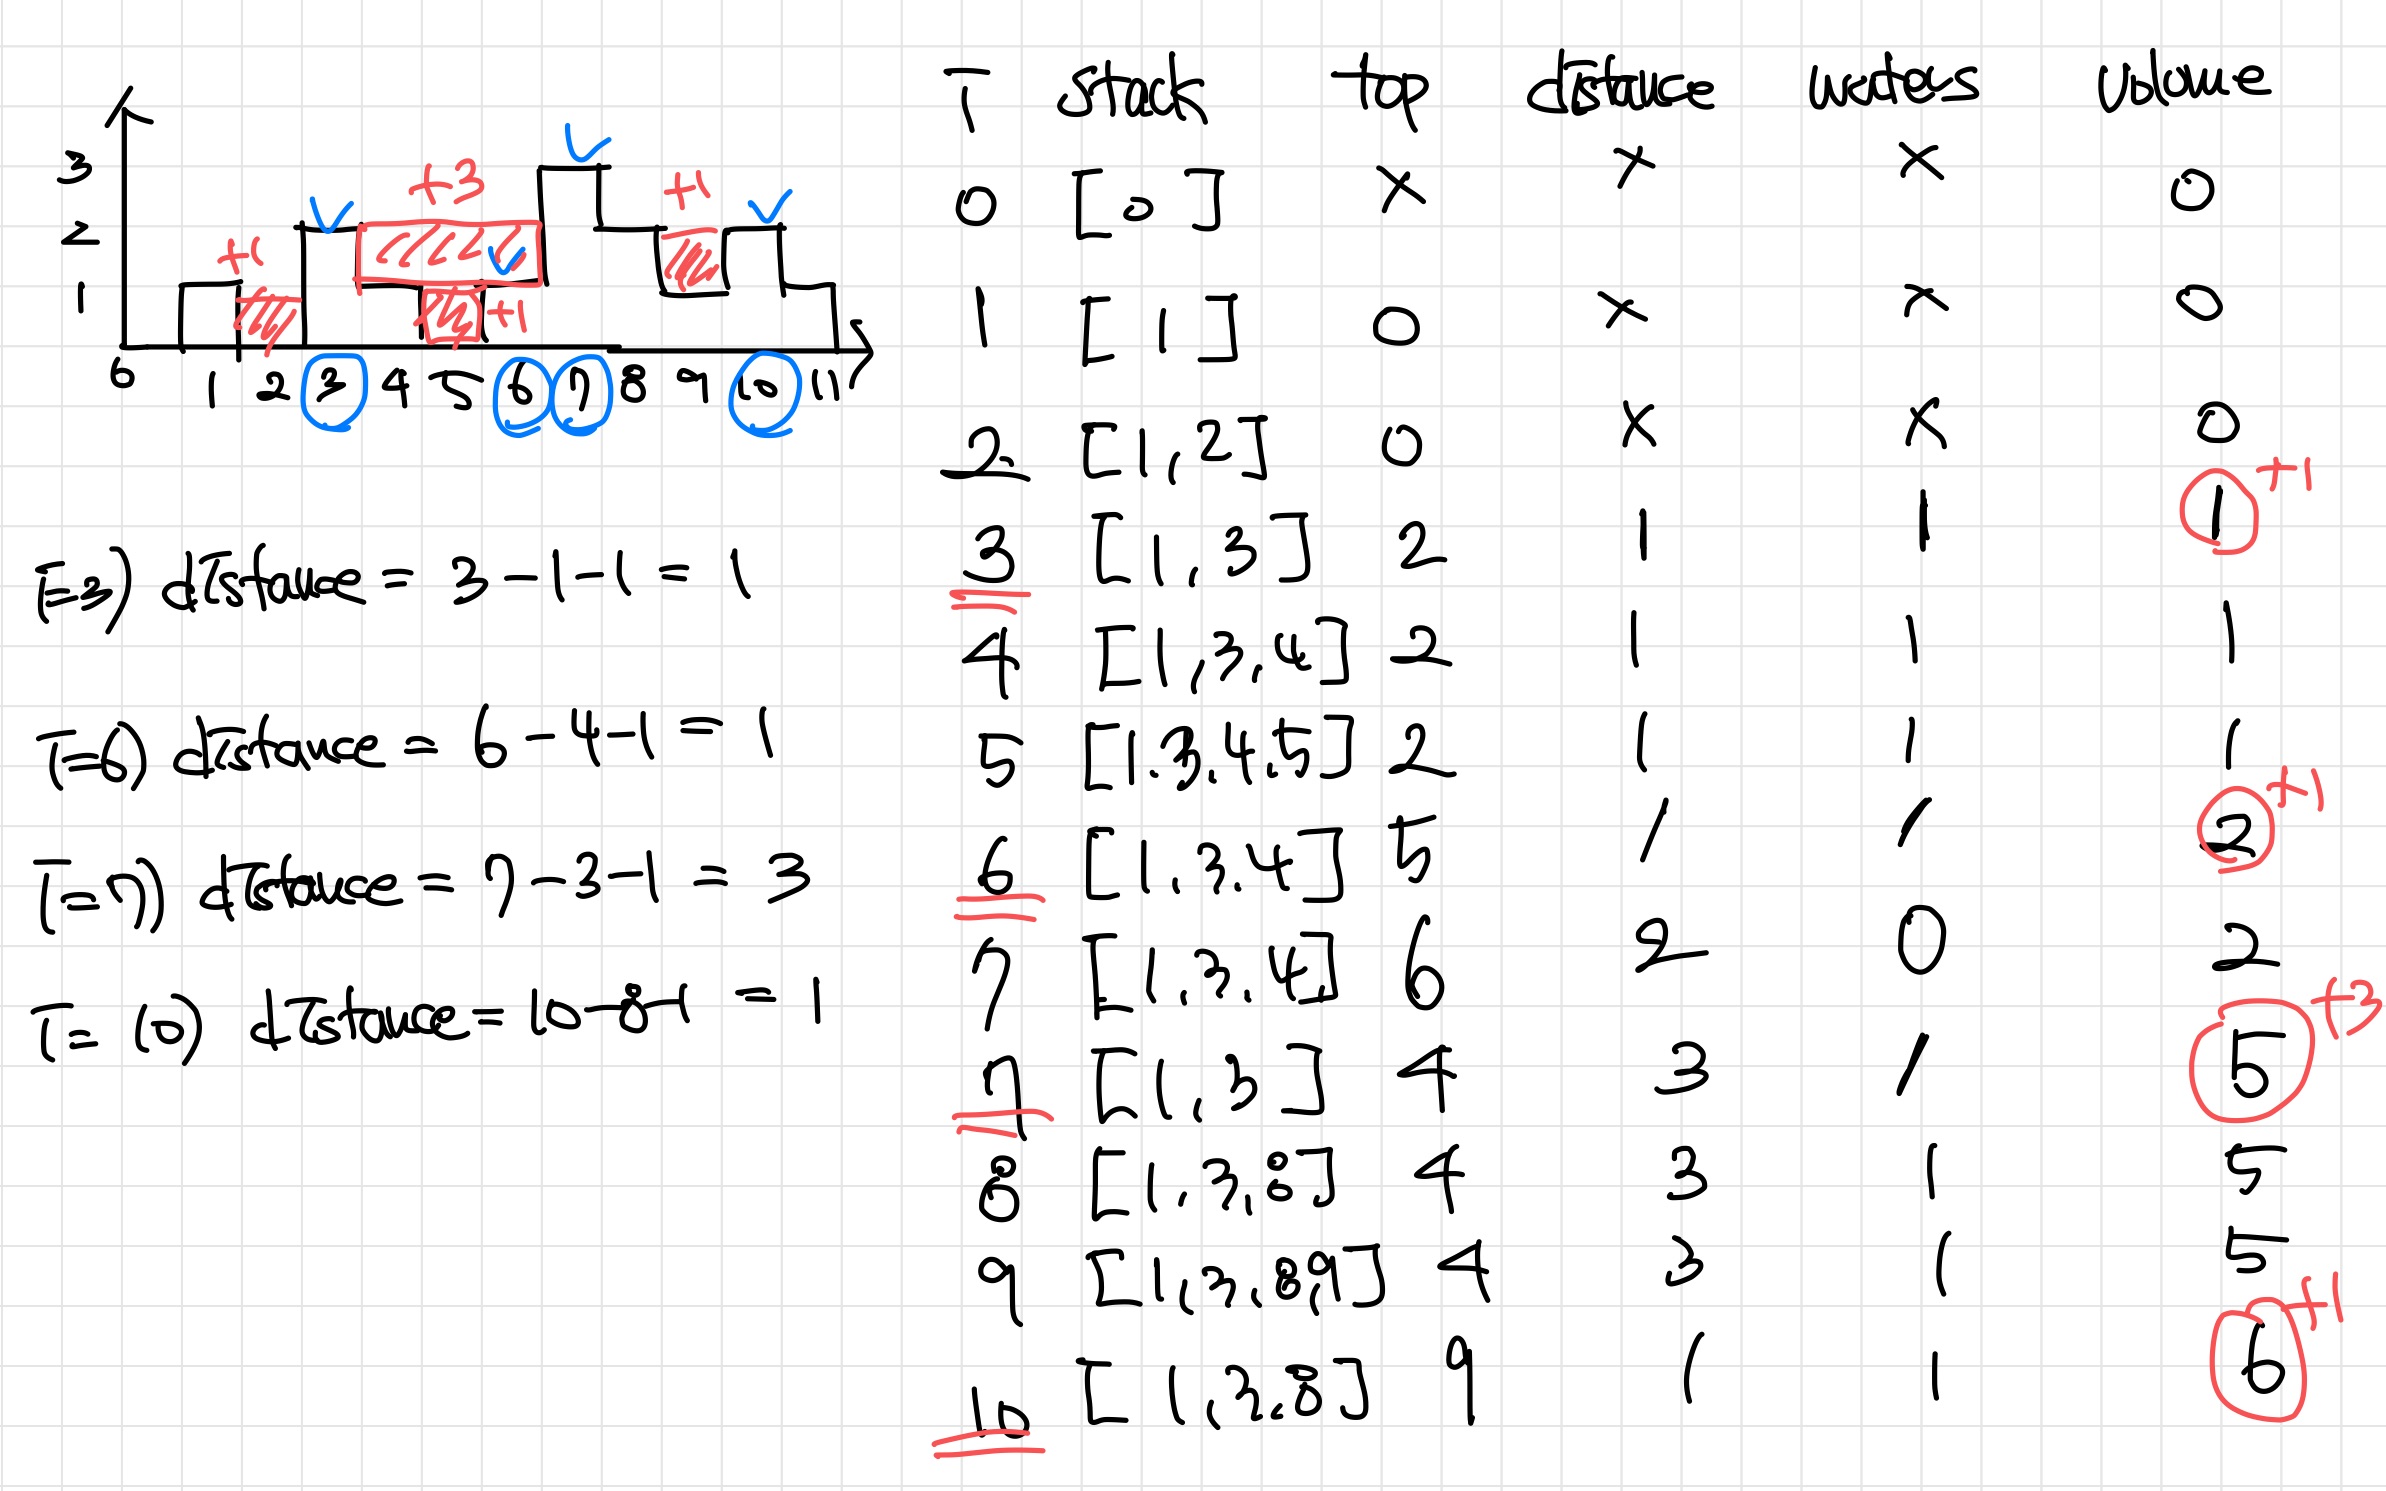 3
2
1
+1
+3
+1
+1
0 1 2 3 4 5 6 7 8 9 10 11
T=3) distance = 3-1-1 = 1
T=6) distance = 6-4-1 = 1
T=7) distance = 7-3-1 = 3
T=10) distance = 10-8-1 = 1
T stack top distance waters volume
0 [0] × × × 0
1 [1] 0 × × 0
2 [1,2] 0 × × 0
3 [1,3] 2 1 1 1 +1
4 [1,3,4] 2 1 1 1
5 [1.3.4.5] 2 1 1 1
6 [1.3.4] 5 1 1 2 +1
7 [1.3.4] 6 2 0 2
7 [1,3] 4 3 1 5 +3
8 [1.3,8] 4 3 1 5
9 [1,3,8,9] 4 3 1 5
10 [1,3,8] 9 1 1 6 +1